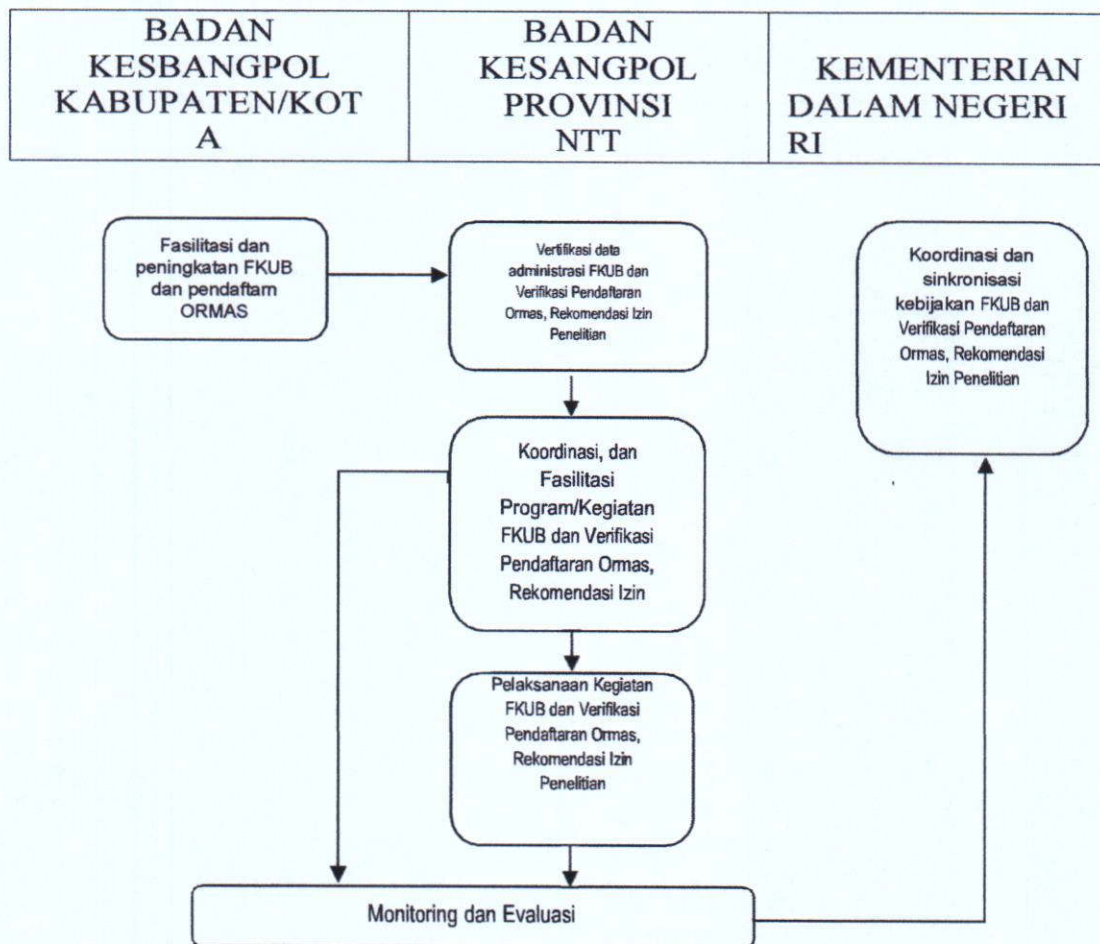 BADAN
KESBANGPOL
KABUPATEN/KOT
A
BADAN
KESANGPOL
PROVINSI
NTT
KEMENTERIAN
DALAM NEGERI
RI
Fasilitasi dan
peningkatan FKUB
dan pendaftam
ORMAS
Vertifikasi data
administrasi FKUB dan
Verifikasi Pendaftaran
Ormas, Rekomendasi Izin
Penelitian
Koordinasi dan
sinkronisasi
kebijakan FKUB dan
Verifikasi Pendaftaran
Ormas, Rekomendasi
Izin Penelitian
Koordinasi, dan
Fasilitasi
Program/Kegiatan
FKUB dan Verifikasi
Pendaftaran Ormas,
Rekomendasi Izin
Pelaksanaan Kegiatan
FKUB dan Verifikasi
Pendaftaran Ormas,
Rekomendasi Izin
Penelitian
Monitoring dan Evaluasi